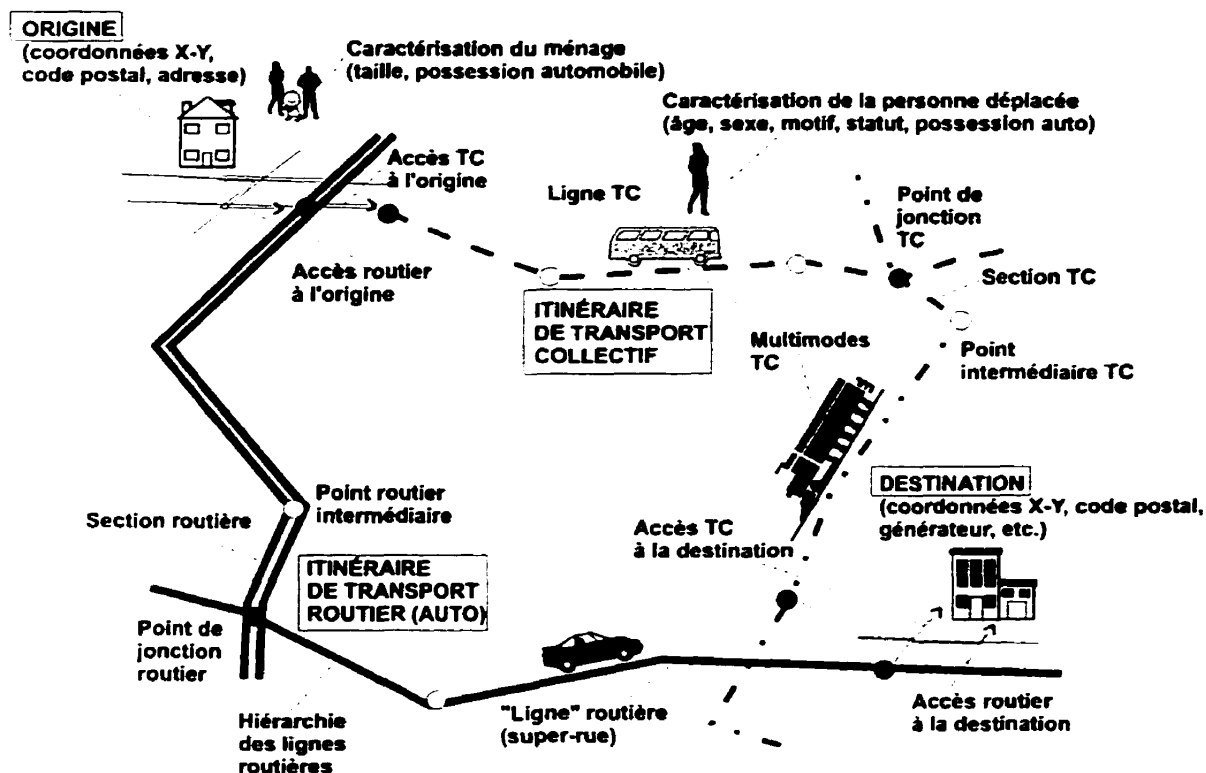 ORIGINE
(coordonnées X-Y,
code postal, adresse)
Caractérisation du ménage
(taille, possession automobile)
Caractérisation de la personne déplacée
(âge, sexe, motif, statut, possession auto)
Accès TC
à l'origine
Ligne TC
Point de
jonction
TC
Accès routier
à l'origine
Section TC
ITINÉRAIRE
DE TRANSPORT
COLLECTIF
Multimodes
TC
Point
intermédiaire TC
Point routier
intermédiaire
Section routière
DESTINATION
(coordonnées X-Y, code postal,
générateur, etc.)
Accès TC
à la destination
ITINÉRAIRE
DE TRANSPORT
ROUTIER (AUTO)
Point de
jonction
routier
Hiérarchie
des lignes
routières
"Ligne" routière
(super-rue)
Accès routier
à la destination